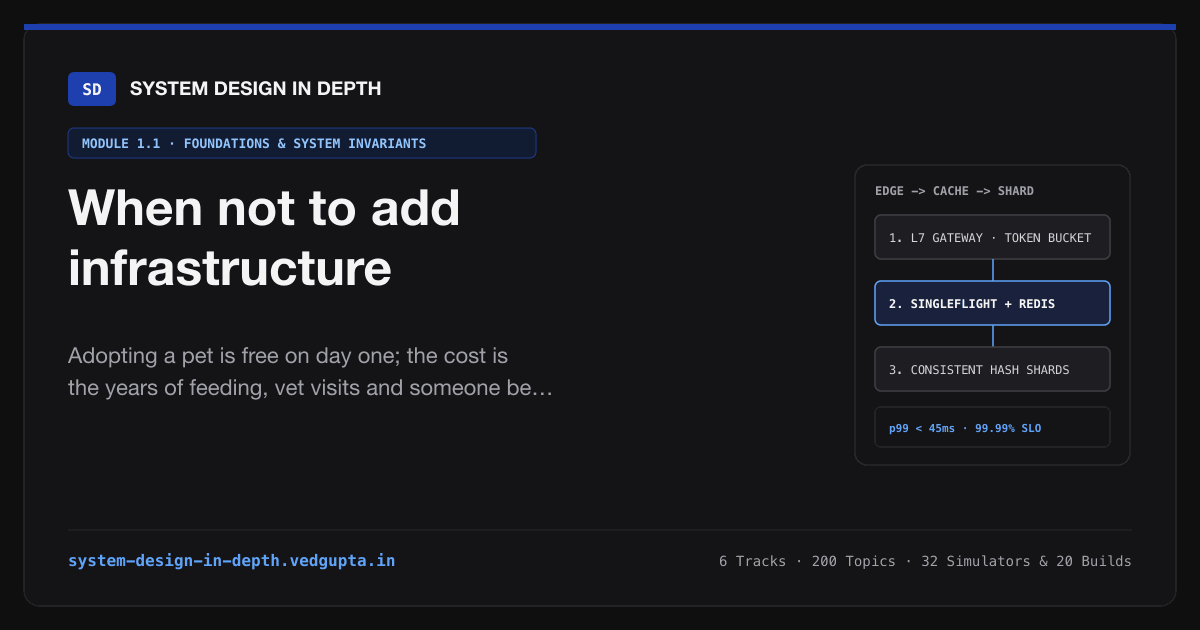 SD SYSTEM DESIGN IN DEPTH
MODULE 1.1 · FOUNDATIONS & SYSTEM INVARIANTS
When not to add
infrastructure
Adopting a pet is free on day one; the cost is
the years of feeding, vet visits and someone be…
EDGE —> CACHE —> SHARD
1. L7 GATEWAY · TOKEN BUCKET
2. SINGLEFLIGHT + REDIS
3. CONSISTENT HASH SHARDS
p99 < 45ms · 99.99% SLO
system-design-in-depth.vedgupta.in
6 Tracks · 200 Topics · 32 Simulators & 20 Builds